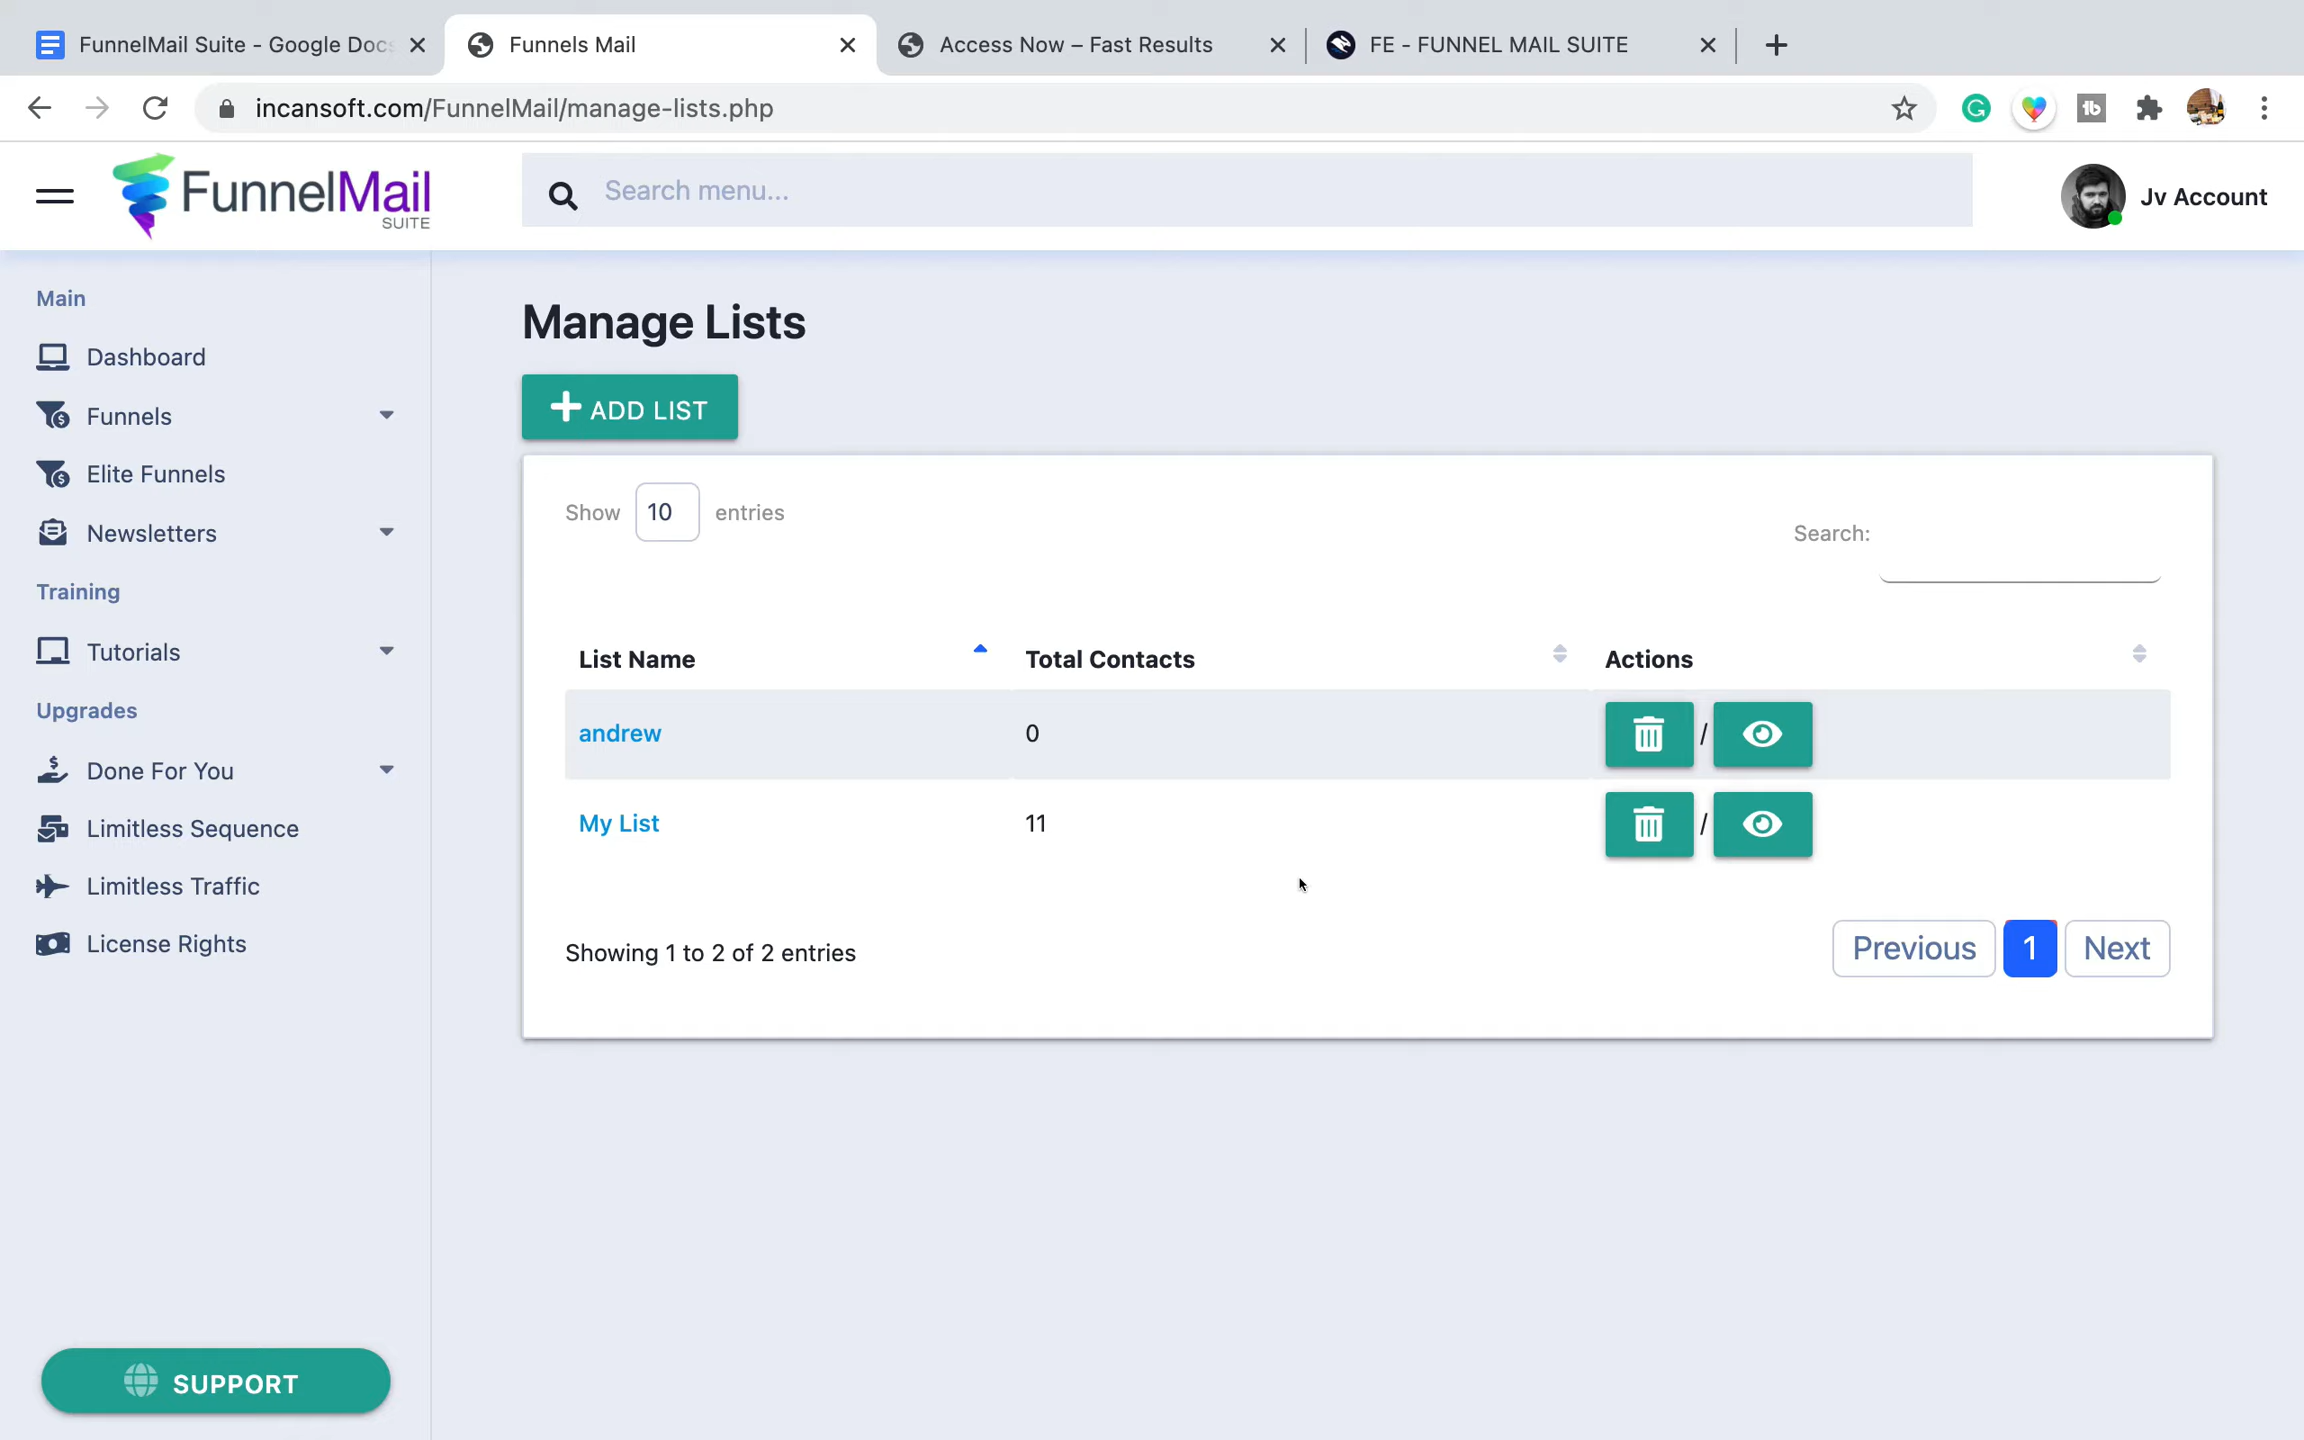 FunnelMail Suite - Google Docs
Funnels Mail
Access Now – Fast Results
FE - FUNNEL MAIL SUITE
incansoft.com/FunnelMail/manage-lists.php
G
tb
FunnelMail
SUITE
Search menu...
Jv Account
Main
Dashboard
Funnels
Elite Funnels
Newsletters
Training
Tutorials
Upgrades
Done For You
Limitless Sequence
Limitless Traffic
License Rights
SUPPORT
Manage Lists
ADD LIST
Show 10 entries
Search:
List Name Total Contacts Actions
andrew 0 /
My List 11 /
Showing 1 to 2 of 2 entries
Previous 1 Next